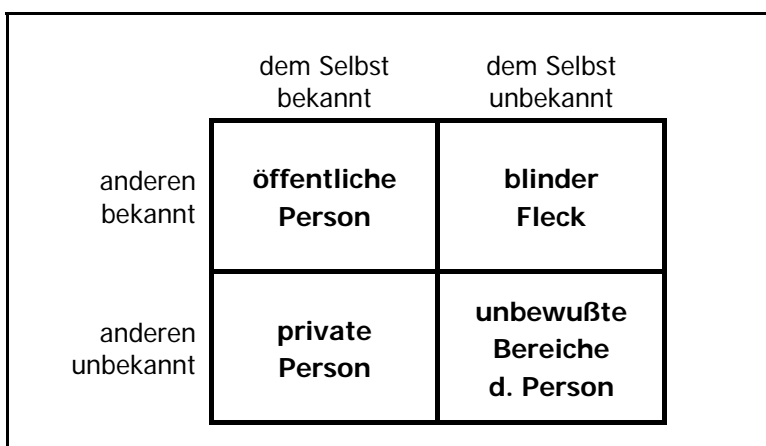 dem Selbst
bekannt
dem Selbst
unbekannt
anderen
bekannt
öffentliche
Person
blinder
Fleck
anderen
unbekannt
private
Person
unbewußte
Bereiche
d. Person